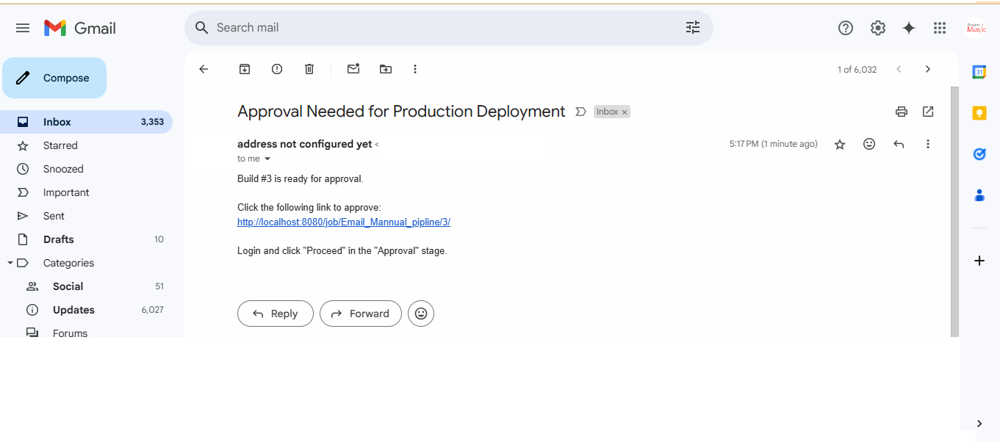 Gmail
Search mail
Dream Music
Compose
1 of 6,032
Inbox 3,353
Starred
Snoozed
Important
Sent
Drafts 10
Categories
Social 51
Updates 6,027
Forums
Approval Needed for Production Deployment Inbox ×
address not configured yet <
5:17 PM (1 minute ago)
to me
Build #3 is ready for approval.
Click the following link to approve:
http://localhost:8080/job/Email_Mannual_pipline/3/
Login and click "Proceed" in the "Approval" stage.
Reply Forward
31